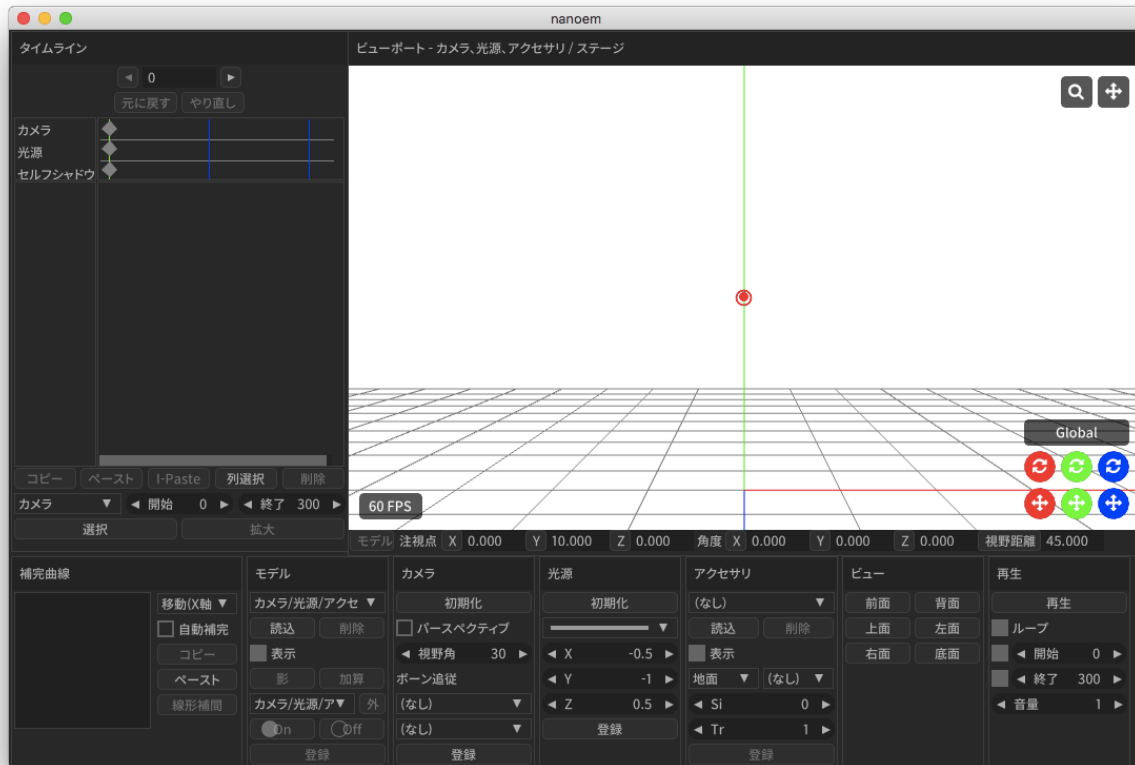 nanoem
タイムライン
ビューポート - カメラ、光源、アクセサリ / ステージ
0
元に戻す やり直し
カメラ
光源
セルフシャドウ
Global
60 FPS
コピー ペースト I-Paste 列選択 削除
カメラ 開始 0 終了 300
選択 拡大
モデル 注視点 X 0.000 Y 10.000 Z 0.000 角度 X 0.000 Y 0.000 Z 0.000 視野距離 45.000
補完曲線
移動(X軸
自動補完
コピー
ペースト
線形補間
モデル
カメラ/光源/アクセ
読込 削除
表示
影 加算
カメラ/光源/ア 外
On Off
登録
カメラ
初期化
パースペクティブ
視野角 30
ボーン追従
(なし)
(なし)
登録
光源
初期化
X -0.5
Y -1
Z 0.5
登録
アクセサリ
(なし)
読込 削除
表示
地面 (なし)
Si 0
Tr 1
登録
ビュー
前面 背面
上面 左面
右面 底面
再生
再生
ループ
開始 0
終了 300
音量 1